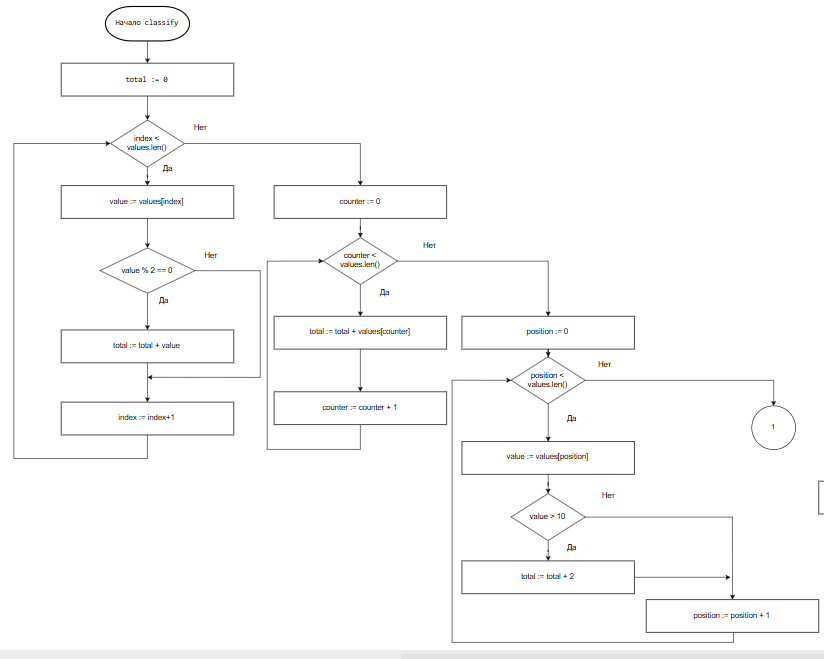 Начало classify
total := 0
Нет
index <
values.len()
Да
value := values[index]
counter := 0
Нет
value % 2 == 0
Нет
counter <
values.len()
Да
Да
total := total + value
total := total + values[counter]
position := 0
index := index+1
counter := counter + 1
Нет
position <
values.len()
Да
1
value := values[position]
Нет
value > 10
Да
total := total + 2
position := position + 1